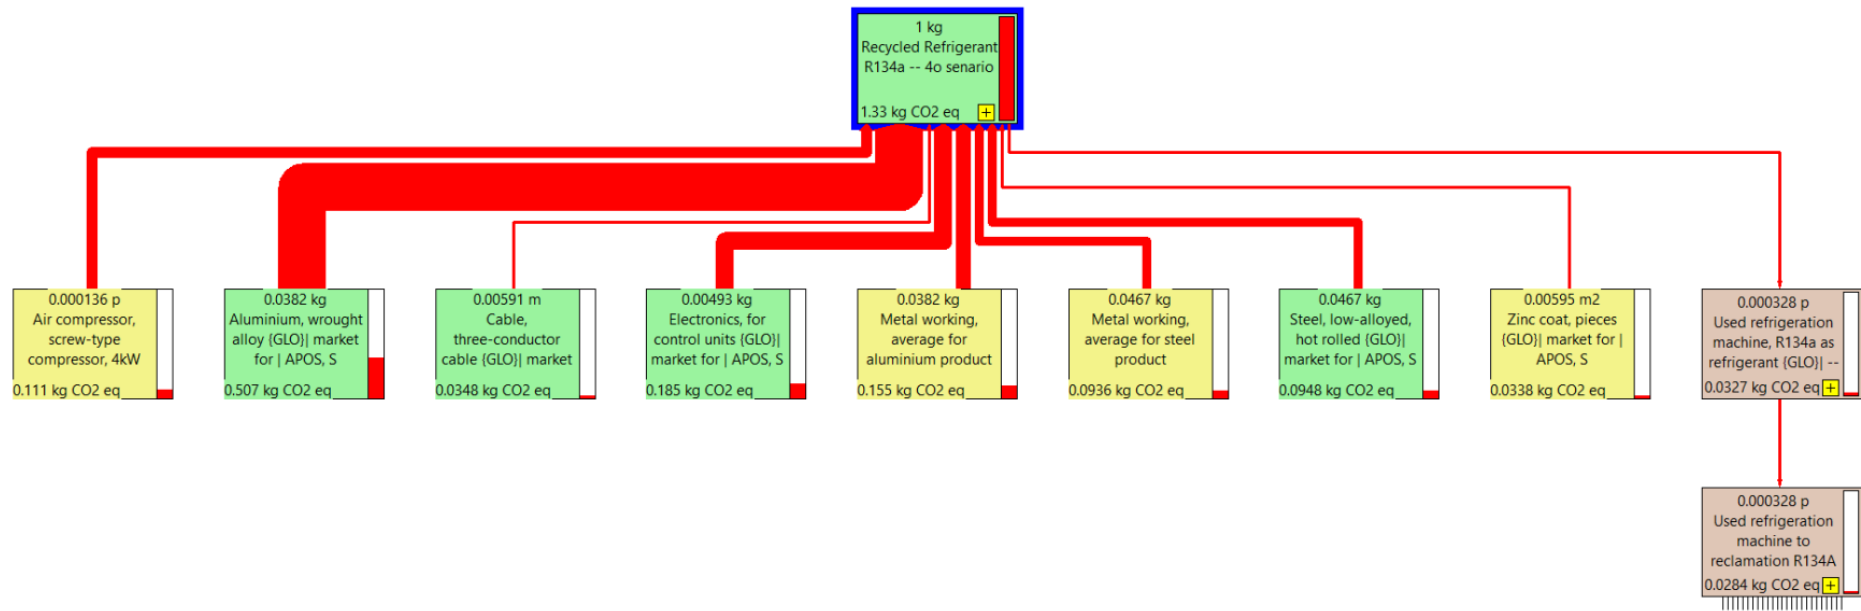 1 kg
Recycled Refrigerant
R134a -- 4o senario
1.33 kg CO2 eq +
0.000136 p
Air compressor,
screw-type
compressor, 4kW
0.111 kg CO2 eq
0.0382 kg
Aluminium, wrought
alloy {GLO}| market
for | APOS, S
0.507 kg CO2 eq
0.00591 m
Cable,
three-conductor
cable {GLO}| market
0.0348 kg CO2 eq
0.00493 kg
Electronics, for
control units {GLO}|
market for | APOS, S
0.185 kg CO2 eq
0.0382 kg
Metal working,
average for
aluminium product
0.155 kg CO2 eq
0.0467 kg
Metal working,
average for steel
product
0.0936 kg CO2 eq
0.0467 kg
Steel, low-alloyed,
hot rolled {GLO}|
market for | APOS, S
0.0948 kg CO2 eq
0.00595 m2
Zinc coat, pieces
{GLO}| market for |
APOS, S
0.0338 kg CO2 eq
0.000328 p
Used refrigeration
machine, R134a as
refrigerant {GLO}| --
0.0327 kg CO2 eq +
0.000328 p
Used refrigeration
machine to
reclamation R134A
0.0284 kg CO2 eq +